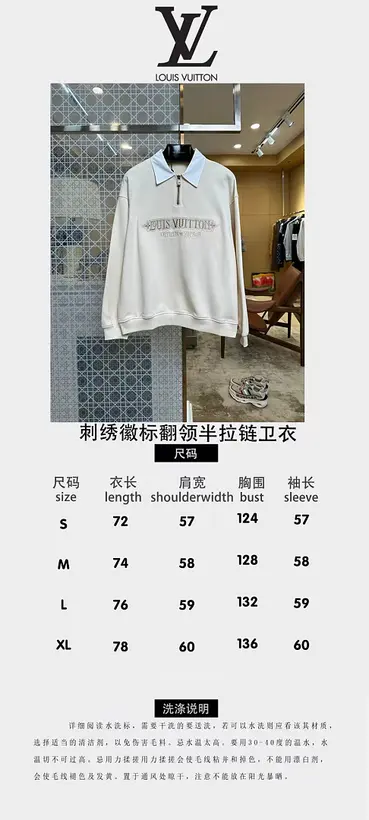 LV
LOUIS VUITTON
LOUIS VUITTON
刺绣徽标翻领半拉链卫衣
尺码
尺码 衣长 肩宽 胸围 袖长
size length shoulderwidth bust sleeve
S 72 57 124 57
M 74 58 128 58
L 76 59 132 59
XL 78 60 136 60
洗涤说明
详细阅读水洗标，需要干洗的要送洗，若可以水洗则应看该其材质，
选择适当的清洁剂，以免伤害毛料。总水温太高。要用30-40度的温水，水
温切不可过高。总用力揉搓用力揉搓会使毛线粘并和掉色，不能用漂白剂，
会使毛线褪色及发黄。置于通风处晾干，注意不能放在阳光暴晒。